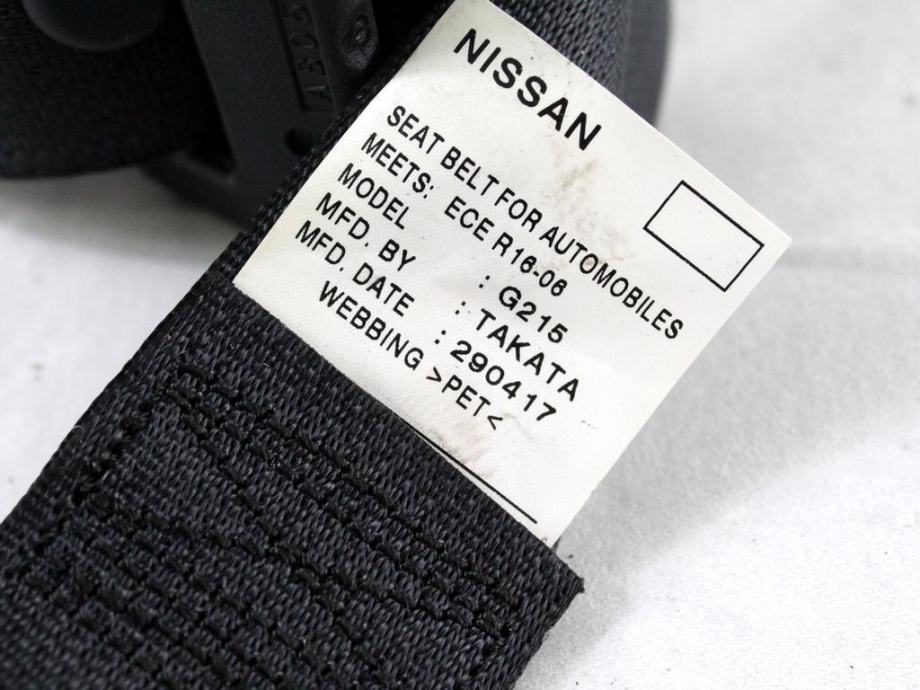 NISSAN
SEAT BELT FOR AUTOMOBILES
MEETS: ECE R16-06
MODEL : G215
MFD. BY : TAKATA
MFD. DATE : 290417
WEBBING >PET<